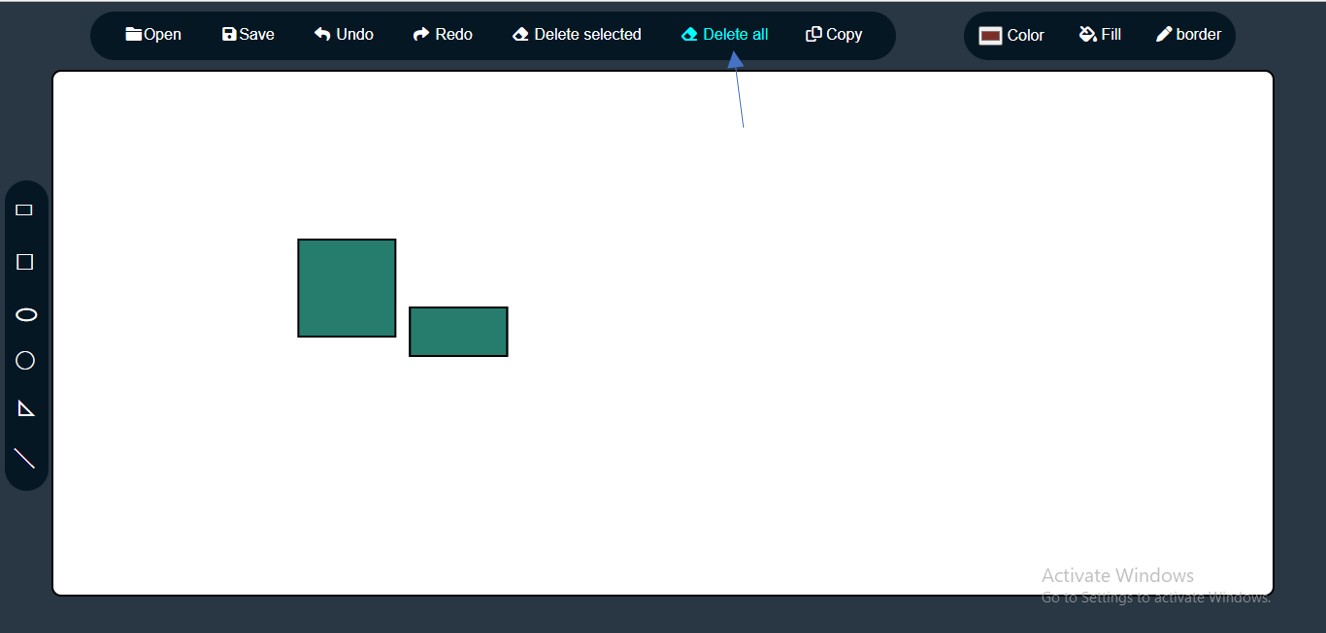 Open Save Undo Redo Delete selected Delete all Copy Color Fill border
Activate Windows
Go to Settings to activate Windows.